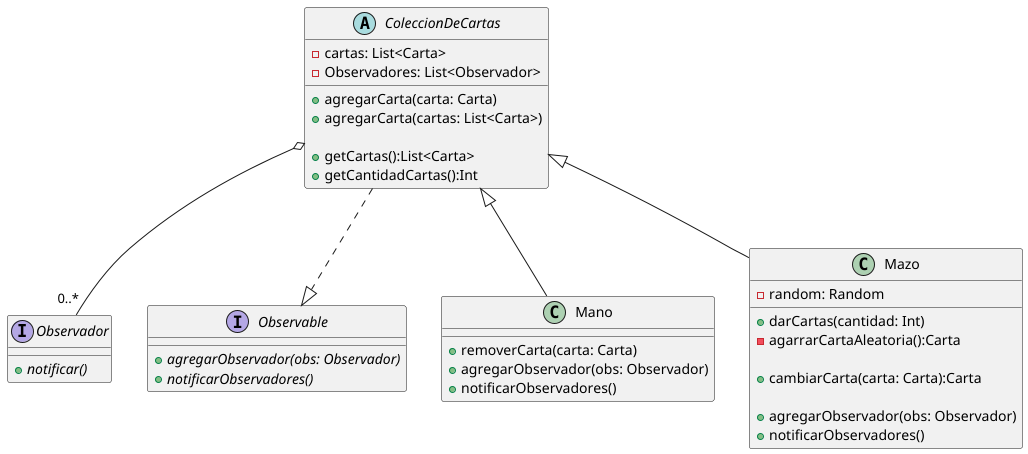 A ColeccionDeCartas
cartas: List<Carta>
Observadores: List<Observador>
agregarCarta(carta: Carta)
agregarCarta(cartas: List<Carta>)
getCartas():List<Carta>
getCantidadCartas():Int
0..*
I Observador
notificar()
I Observable
agregarObservador(obs: Observador)
notificarObservadores()
C Mano
removerCarta(carta: Carta)
agregarObservador(obs: Observador)
notificarObservadores()
C Mazo
random: Random
darCartas(cantidad: Int)
agarrarCartaAleatoria():Carta
cambiarCarta(carta: Carta):Carta
agregarObservador(obs: Observador)
notificarObservadores()